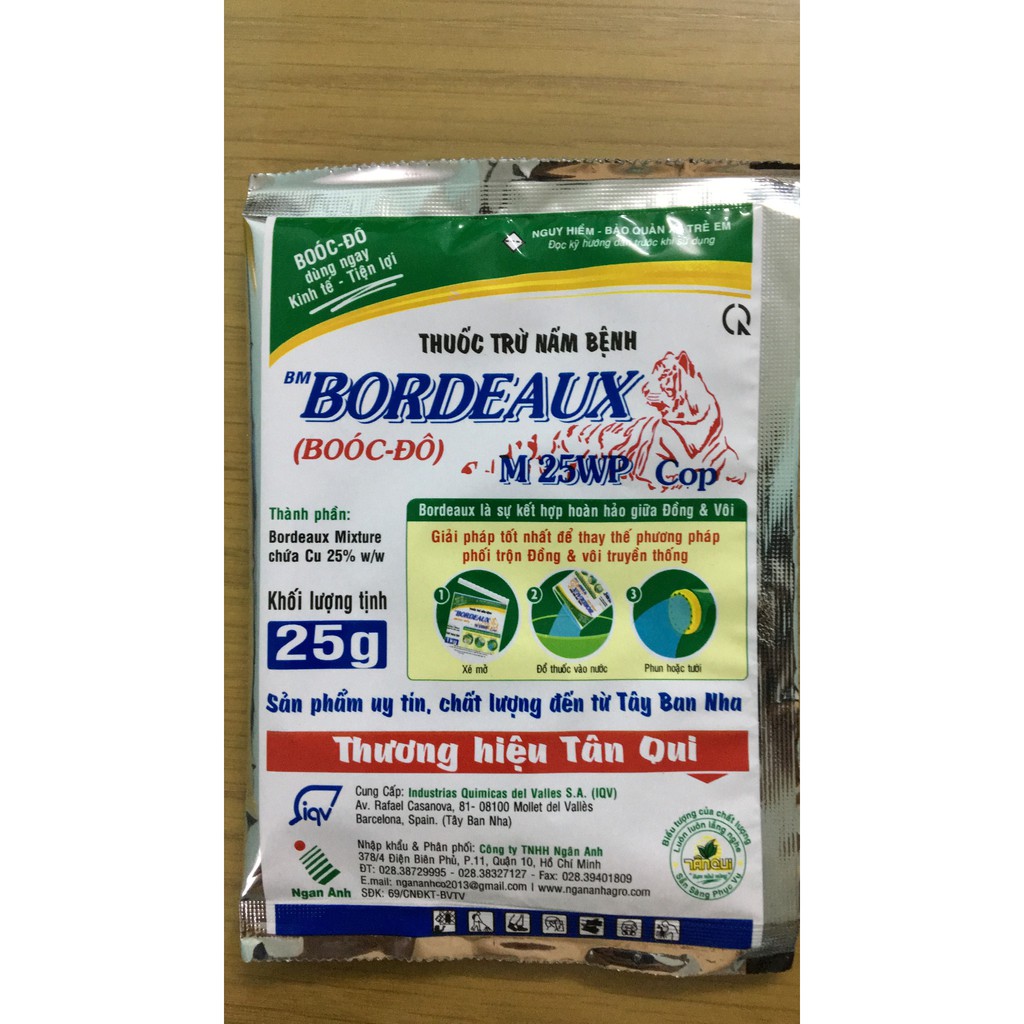 BOÓC-ĐÔ
dùng ngay
Kinh tế - Tiện lợi
NGUY HIỂM - BẢO QUẢN XA TRẺ EM
Đọc kỹ hướng dẫn trước khi sử dụng
THUỐC TRỪ NẤM BỆNH
BM BORDEAUX
(BOÓC-ĐÔ)
M 25WP Cọp
Thành phần:
Bordeaux Mixture
chứa Cu 25% w/w
Khối lượng tịnh
25g
Bordeaux là sự kết hợp hoàn hảo giữa Đồng & Vôi
Giải pháp tốt nhất để thay thế phương pháp
phối trộn Đồng & vôi truyền thống
1 2 3
BORDEAUX
Xé mở Đổ thuốc vào nước Phun hoặc tưới
Sản phẩm uy tín, chất lượng đến từ Tây Ban Nha
Thương hiệu Tân Qui
iqv
Cung Cấp: Industrias Quimicas del Valles S.A. (IQV)
Av. Rafael Casanova, 81- 08100 Mollet del Vallès
Barcelona, Spain. (Tây Ban Nha)
Ngan Anh
Nhập khẩu & Phân phối: Công ty TNHH Ngân Anh
378/4 Điện Biên Phủ, P.11, Quận 10, Hồ Chí Minh
ĐT: 028.38729995 - 028.38327127 - Fax: 028.39401809
E.mail: ngananhco2013@gmail.com I www.ngananhagro.com
SĐK: 69/CNĐKT-BVTV
Biểu tượng của chất lượng
Luôn luôn lắng nghe
TANQUI
Sẵn Sàng Phục Vụ